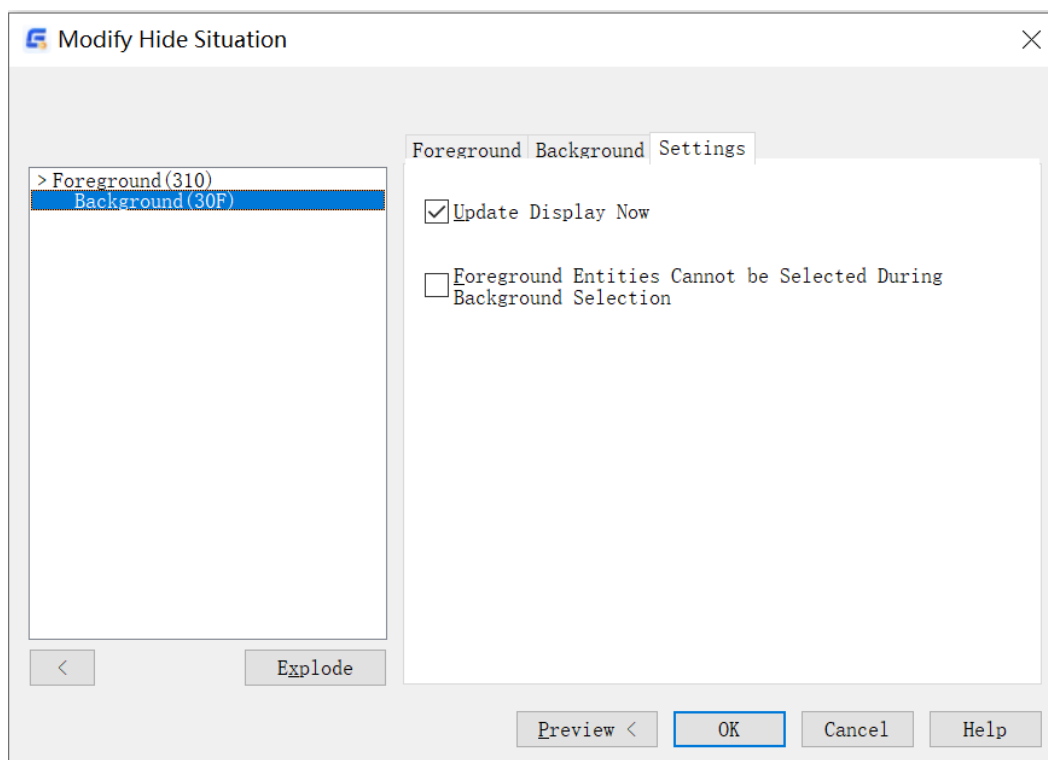 Modify Hide Situation
Foreground Background Settings
>Foreground(310)
Background(30F)
Update Display Now
Foreground Entities Cannot be Selected During
Background Selection
< Explode
Preview < OK Cancel Help